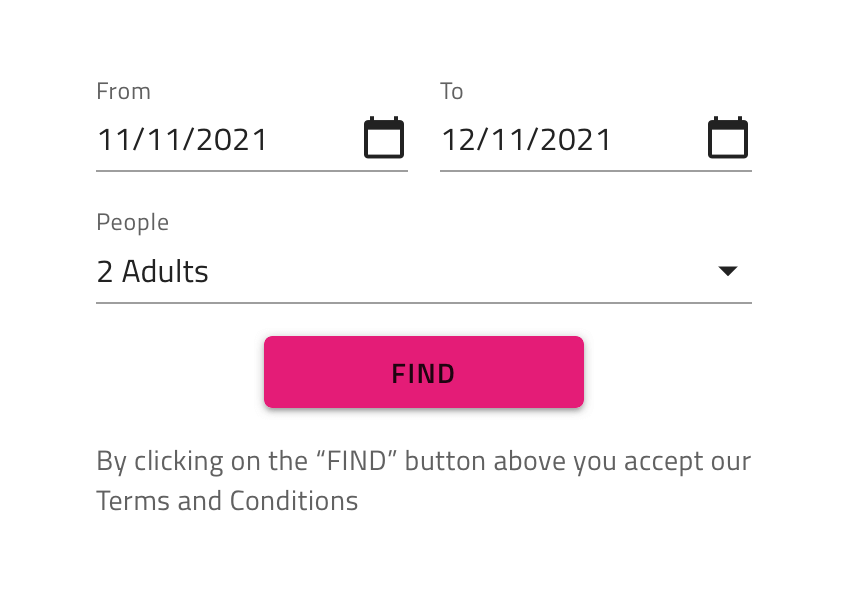 From
To
11/11/2021
12/11/2021
People
2 Adults
FIND
By clicking on the “FIND” button above you accept our
Terms and Conditions